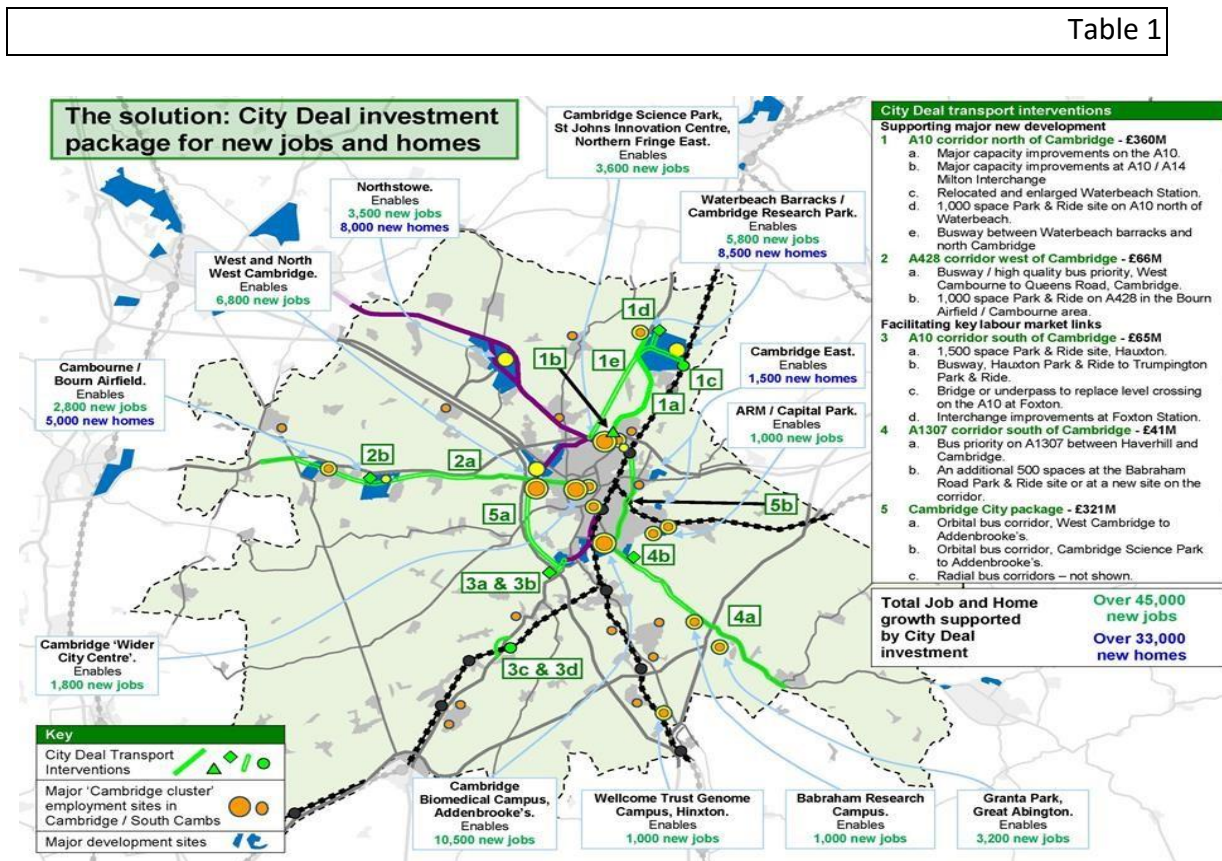 Table 1
The solution: City Deal investment
package for new jobs and homes
Cambridge Science Park,
St Johns Innovation Centre,
Northern Fringe East.
Enables
3,600 new jobs
Northstowe.
Enables
3,500 new jobs
8,000 new homes
Waterbeach Barracks /
Cambridge Research Park.
Enables
5,800 new jobs
8,500 new homes
West and North
West Cambridge.
Enables
6,800 new jobs
Cambourne /
Bourn Airfield.
Enables
2,800 new jobs
5,000 new homes
Cambridge East.
Enables
1,500 new homes
ARM / Capital Park.
Enables
1,000 new jobs
1d
1b
1e
1c
1a
2b
2a
5a
5b
4b
3a & 3b
4a
3c & 3d
Cambridge 'Wider
City Centre'.
Enables
1,800 new jobs
Key
City Deal Transport
Interventions
Major 'Cambridge cluster'
employment sites in
Cambridge / South Cambs
Major development sites
Cambridge
Biomedical Campus,
Addenbrooke's.
Enables
10,500 new jobs
Wellcome Trust Genome
Campus, Hinxton.
Enables
1,000 new jobs
Babraham Research
Campus.
Enables
1,000 new jobs
Granta Park,
Great Abington.
Enables
3,200 new jobs
City Deal transport interventions
Supporting major new development
1 A10 corridor north of Cambridge - £360M
a. Major capacity improvements on the A10.
b. Major capacity improvements at A10 / A14
Milton Interchange
c. Relocated and enlarged Waterbeach Station.
d. 1,000 space Park & Ride site on A10 north of
Waterbeach.
e. Busway between Waterbeach barracks and
north Cambridge
2 A428 corridor west of Cambridge - £66M
a. Busway / high quality bus priority, West
Cambourne to Queens Road, Cambridge.
b. 1,000 space Park & Ride on A428 in the Bourn
Airfield / Cambourne area.
Facilitating key labour market links
3 A10 corridor south of Cambridge - £65M
a. 1,500 space Park & Ride site, Hauxton.
b. Busway, Hauxton Park & Ride to Trumpington
Park & Ride.
c. Bridge or underpass to replace level crossing
on the A10 at Foxton.
d. Interchange improvements at Foxton Station.
4 A1307 corridor south of Cambridge - £41M
a. Bus priority on A1307 between Haverhill and
Cambridge.
b. An additional 500 spaces at the Babraham
Road Park & Ride site or at a new site on the
corridor.
5 Cambridge City package - £321M
a. Orbital bus corridor, West Cambridge to
Addenbrooke's.
b. Orbital bus corridor, Cambridge Science Park
to Addenbrooke's.
c. Radial bus corridors – not shown.
Total Job and Home
growth supported
by City Deal
investment
Over 45,000
new jobs
Over 33,000
new homes